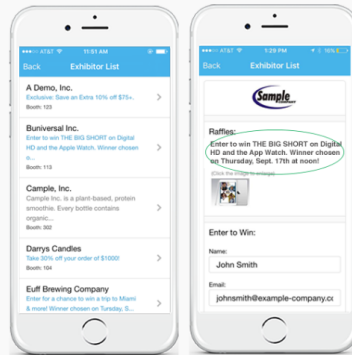 AT&T 11:51 AM
Back Exhibitor List
A Demo, Inc.
Exclusive: Save an Extra 10% off $75+.
Booth: 123
Buniversal Inc.
Enter to win THE BIG SHORT on Digital
HD and the Apple Watch. Winner chosen
o...
Booth: 113
Cample, Inc.
Cample Inc. is a plant-based, protein
smoothie. Every bottle contains
organic...
Booth: 302
Darrys Candles
Take 30% off your order of $1000!
Booth: 104
Euff Brewing Company
Enter for a chance to win a trip to Miami
& more! Winner chosen on Tursday, S...
AT&T 1:29 PM 10%
Back Exhibitor List
Sample
Raffles:
Enter to win THE BIG SHORT on Digital
HD and the App Watch. Winner chosen
on Thursday, Sept. 17th at noon!
(Click the image to enlarge)
Enter to Win:
Name:
John Smith
Email:
johnsmith@example-company.cc